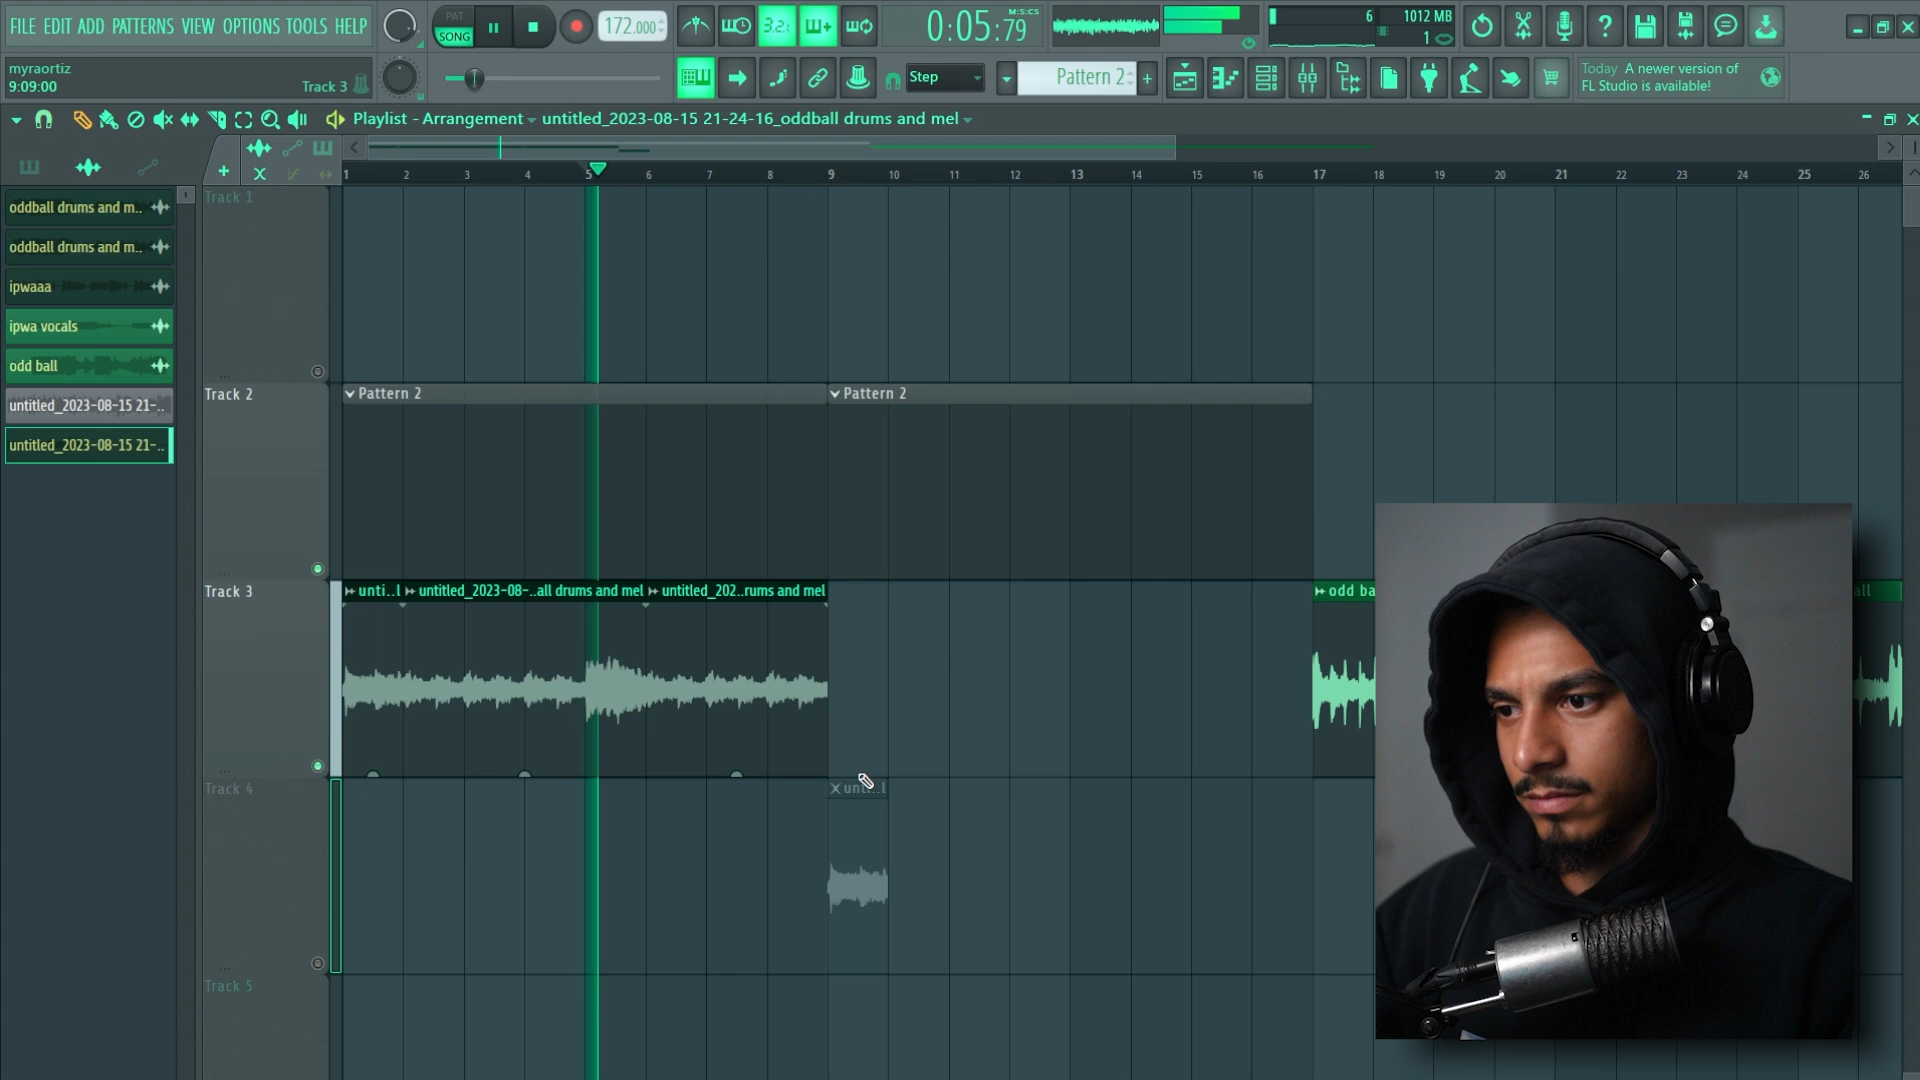 FILE EDIT ADD PATTERNS VIEW OPTIONS TOOLS HELP
PAT
SONG
172.000
3.2.
0:05:79
M:S:CS
6
1012 MB
1
myraortiz
9:09:00
Track 3
Step
Pattern 2
Today A newer version of
FL Studio is available!
Playlist - Arrangement
untitled_2023-08-15 21-24-16_oddball drums and mel
1 2 3 4 5 6 7 8 9 10 11 12 13 14 15 16 17 18 19 20 21 22 23 24 25 26
oddball drums and m..
oddball drums and m..
ipwaaa
ipwa vocals
odd ball
untitled_2023-08-15 21-..
untitled_2023-08-15 21-..
Track 1
Track 2
Pattern 2
Pattern 2
Track 3
unti..l
untitled_2023-08-..all drums and mel
untitled_202..rums and mel
odd ba
all
Track 4
Track 5